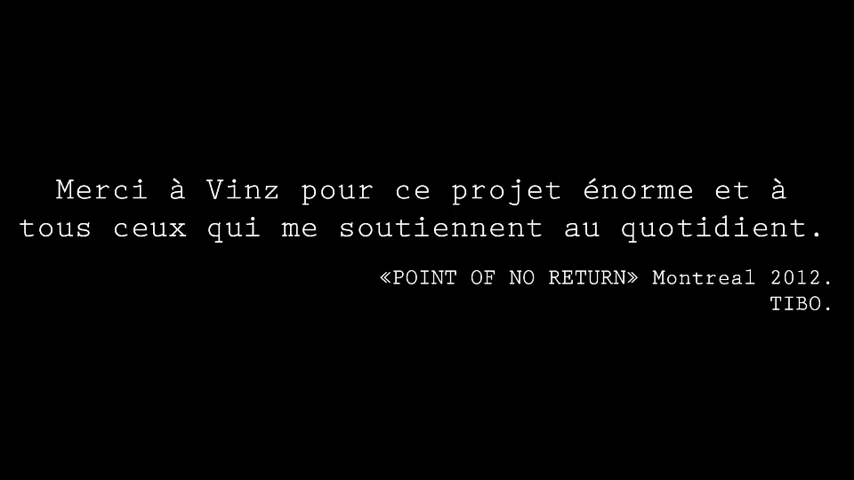 Merci à Vinz pour ce projet énorme et à
tous ceux qui me soutiennent au quotidient.
«POINT OF NO RETURN» Montreal 2012.
TIBO.